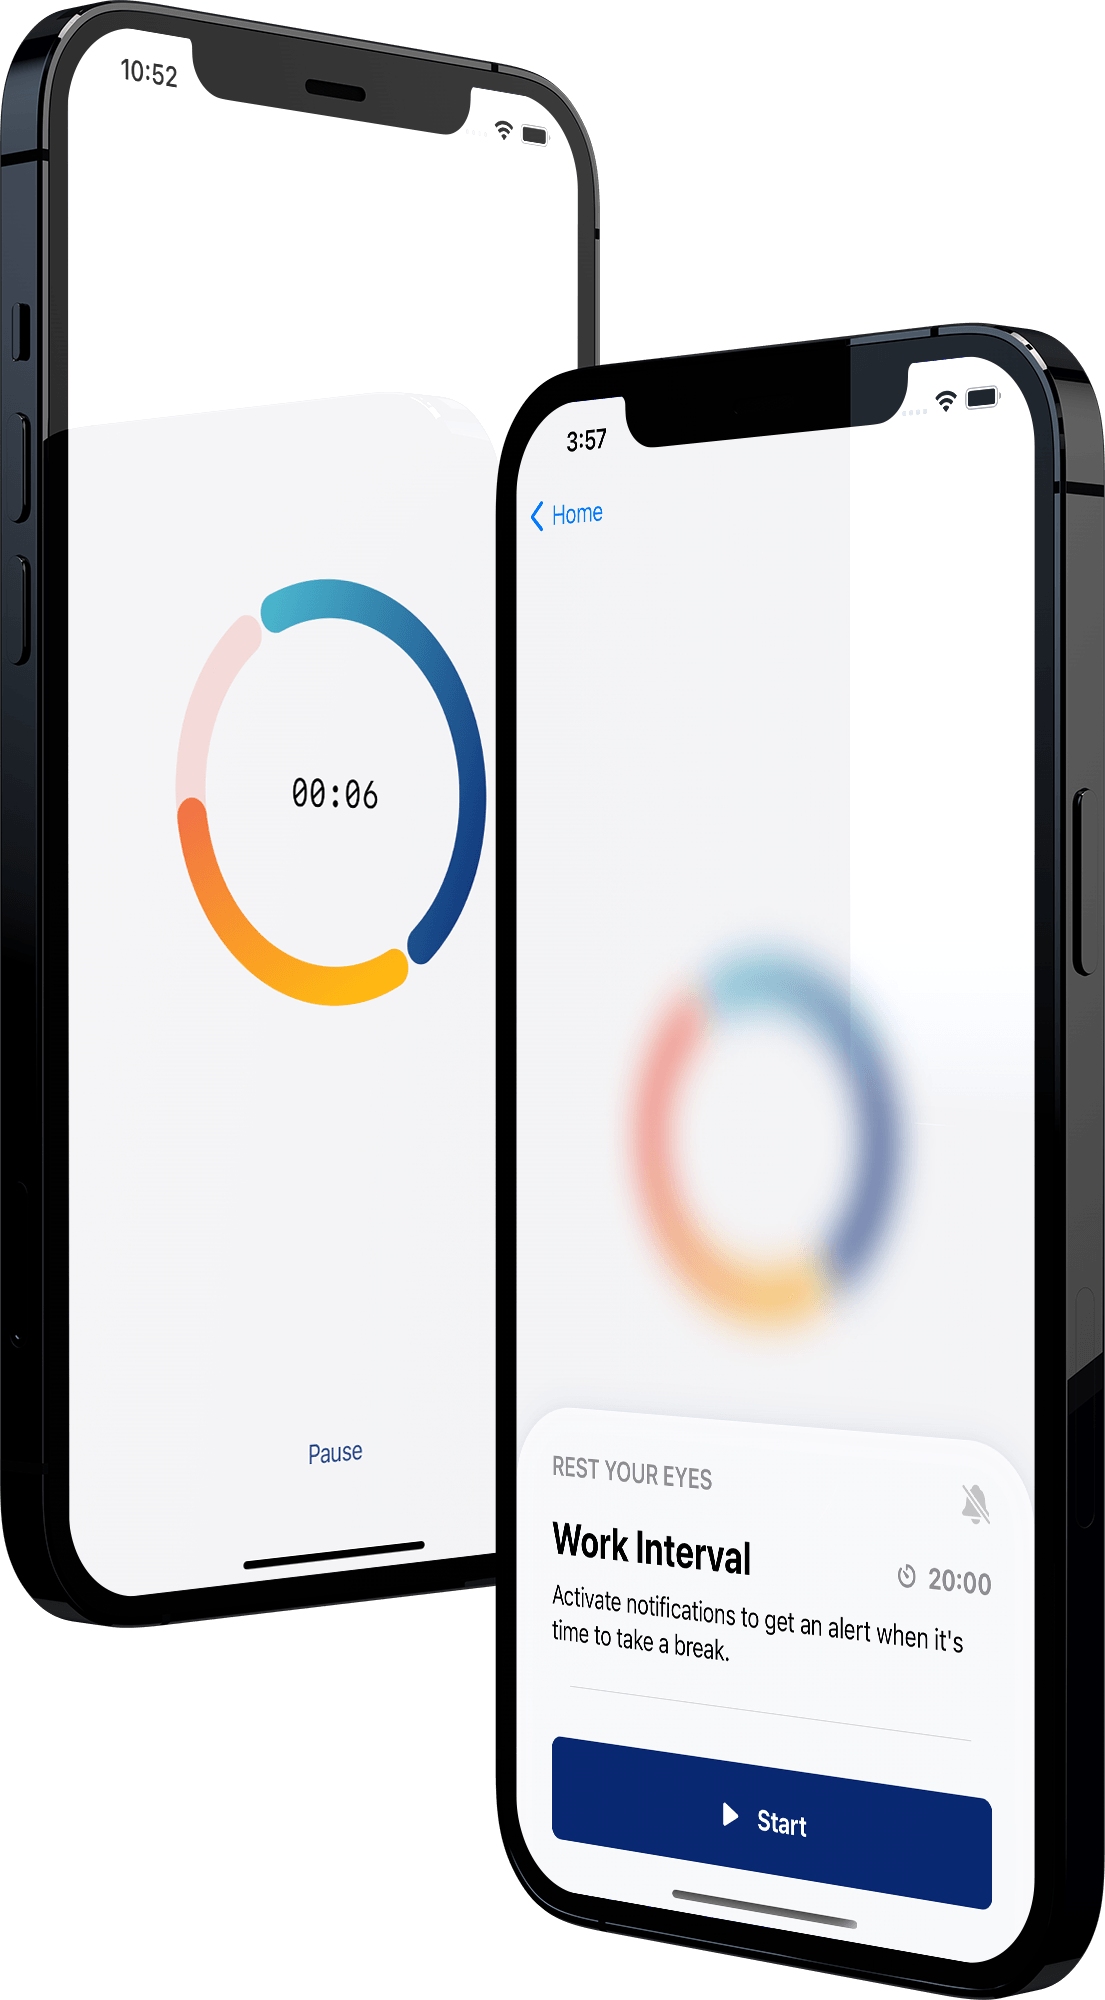 10:52
00:06
Pause
3:57
Home
REST YOUR EYES
Work Interval
20:00
Activate notifications to get an alert when it's
time to take a break.
Start